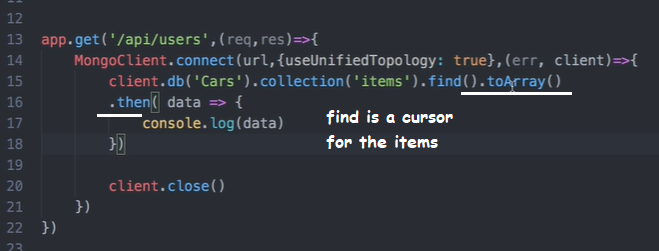 12
13 app.get('/api/users',(req,res)=>{
14 MongoClient.connect(url,{useUnifiedTopology: true},(err, client)=>{
15 client.db('Cars').collection('items').find().toArray()
16 .then( data => {
17 console.log(data)
18 })
find is a cursor
for the items
19
20 client.close()
21 })
22 })
23